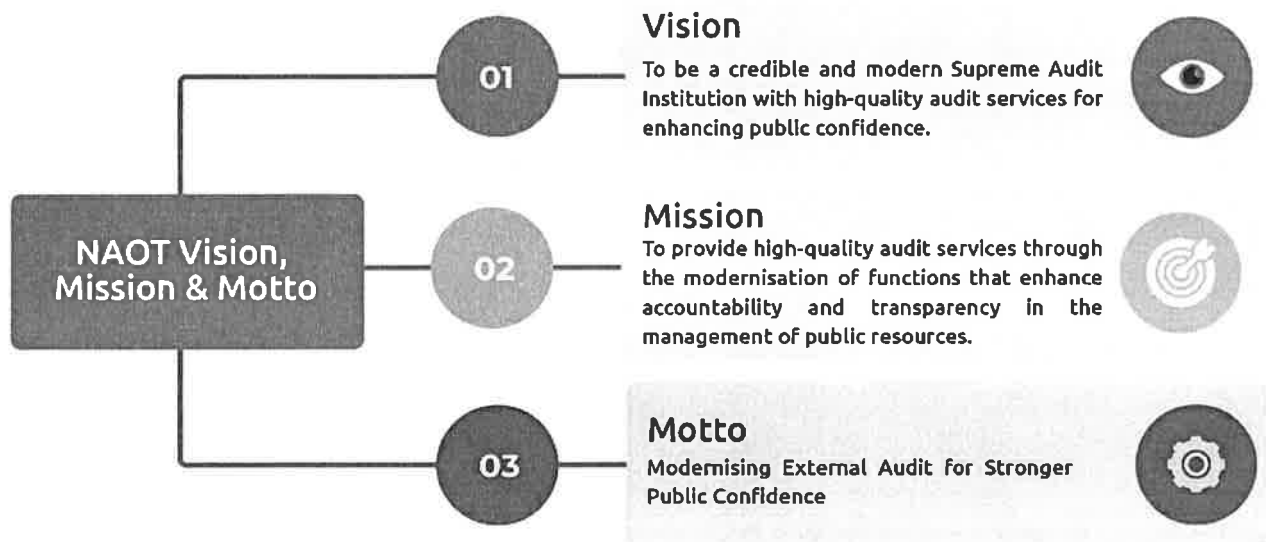 NAOT Vision,
Mission & Motto
01
Vision
To be a credible and modern Supreme Audit
Institution with high-quality audit services for
enhancing public confidence.
02
Mission
To provide high-quality audit services through
the modernisation of functions that enhance
accountability and transparency in the
management of public resources.
03
Motto
Modernising External Audit for Stronger
Public Confidence